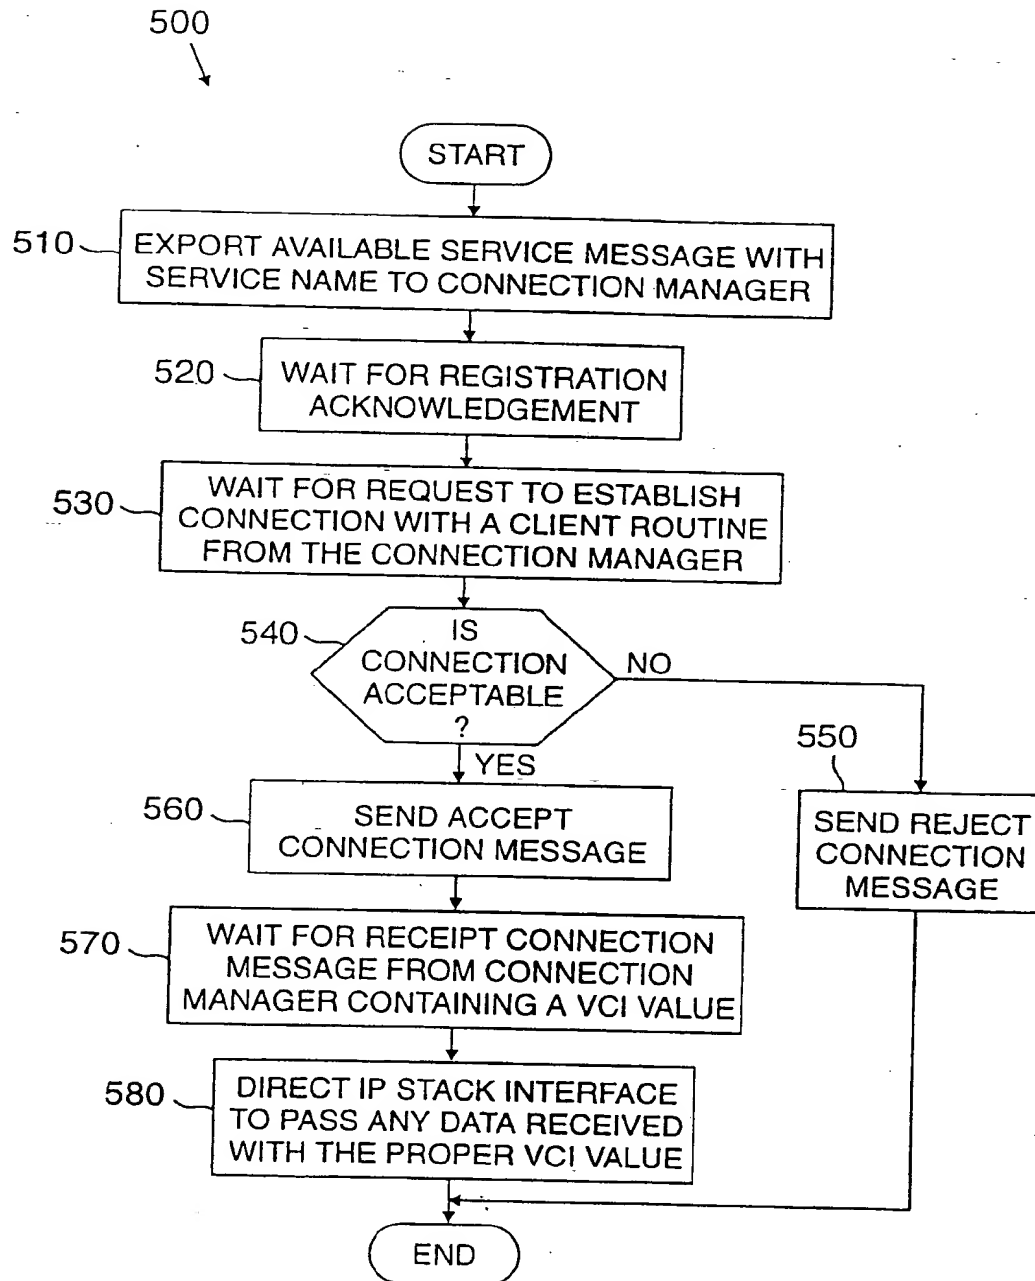 500
START
510
EXPORT AVAILABLE SERVICE MESSAGE WITH
SERVICE NAME TO CONNECTION MANAGER
520
WAIT FOR REGISTRATION
ACKNOWLEDGEMENT
530
WAIT FOR REQUEST TO ESTABLISH
CONNECTION WITH A CLIENT ROUTINE
FROM THE CONNECTION MANAGER
540
IS
CONNECTION
ACCEPTABLE
?
NO
YES
550
SEND REJECT
CONNECTION
MESSAGE
560
SEND ACCEPT
CONNECTION MESSAGE
570
WAIT FOR RECEIPT CONNECTION
MESSAGE FROM CONNECTION
MANAGER CONTAINING A VCI VALUE
580
DIRECT IP STACK INTERFACE
TO PASS ANY DATA RECEIVED
WITH THE PROPER VCI VALUE
END